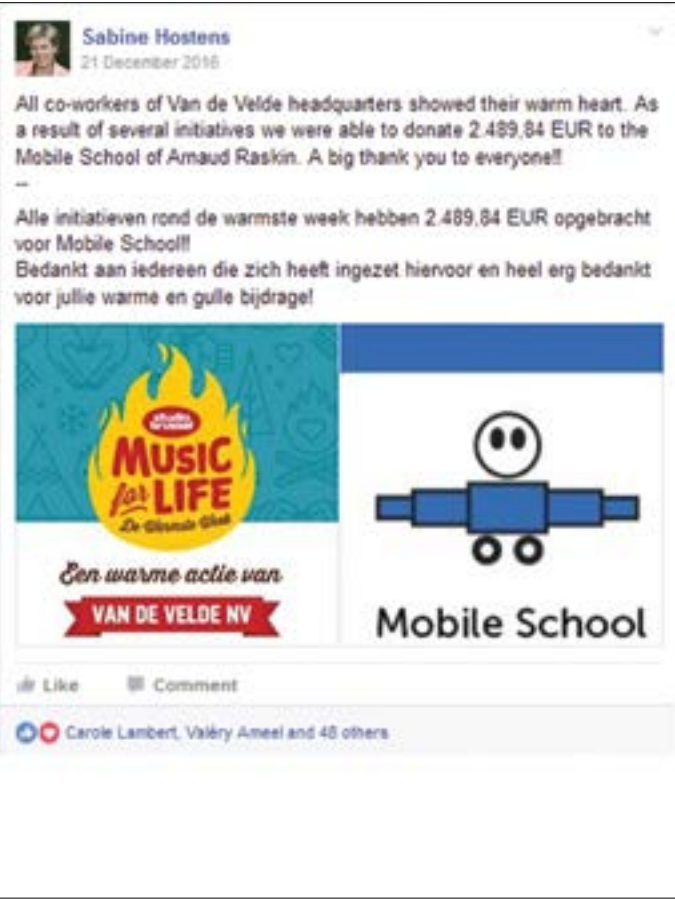 Sabine Hostens
21 December 2016
All co-workers of Van de Velde headquarters showed their warm heart. As
a result of several initiatives we were able to donate 2.489,84 EUR to the
Mobile School of Arnaud Raskin. A big thank you to everyone!!
--
Alle initiatieven rond de warmste week hebben 2.489,84 EUR opgebracht
voor Mobile School!!
Bedankt aan iedereen die zich heeft ingezet hiervoor en heel erg bedankt
voor jullie warme en gulle bijdrage!
studio
brussel
MUSIC
for LIFE
De Warmste Week
Een warme actie van
VAN DE VELDE NV
Mobile School
Like Comment
Carole Lambert, Valéry Ameel and 48 others